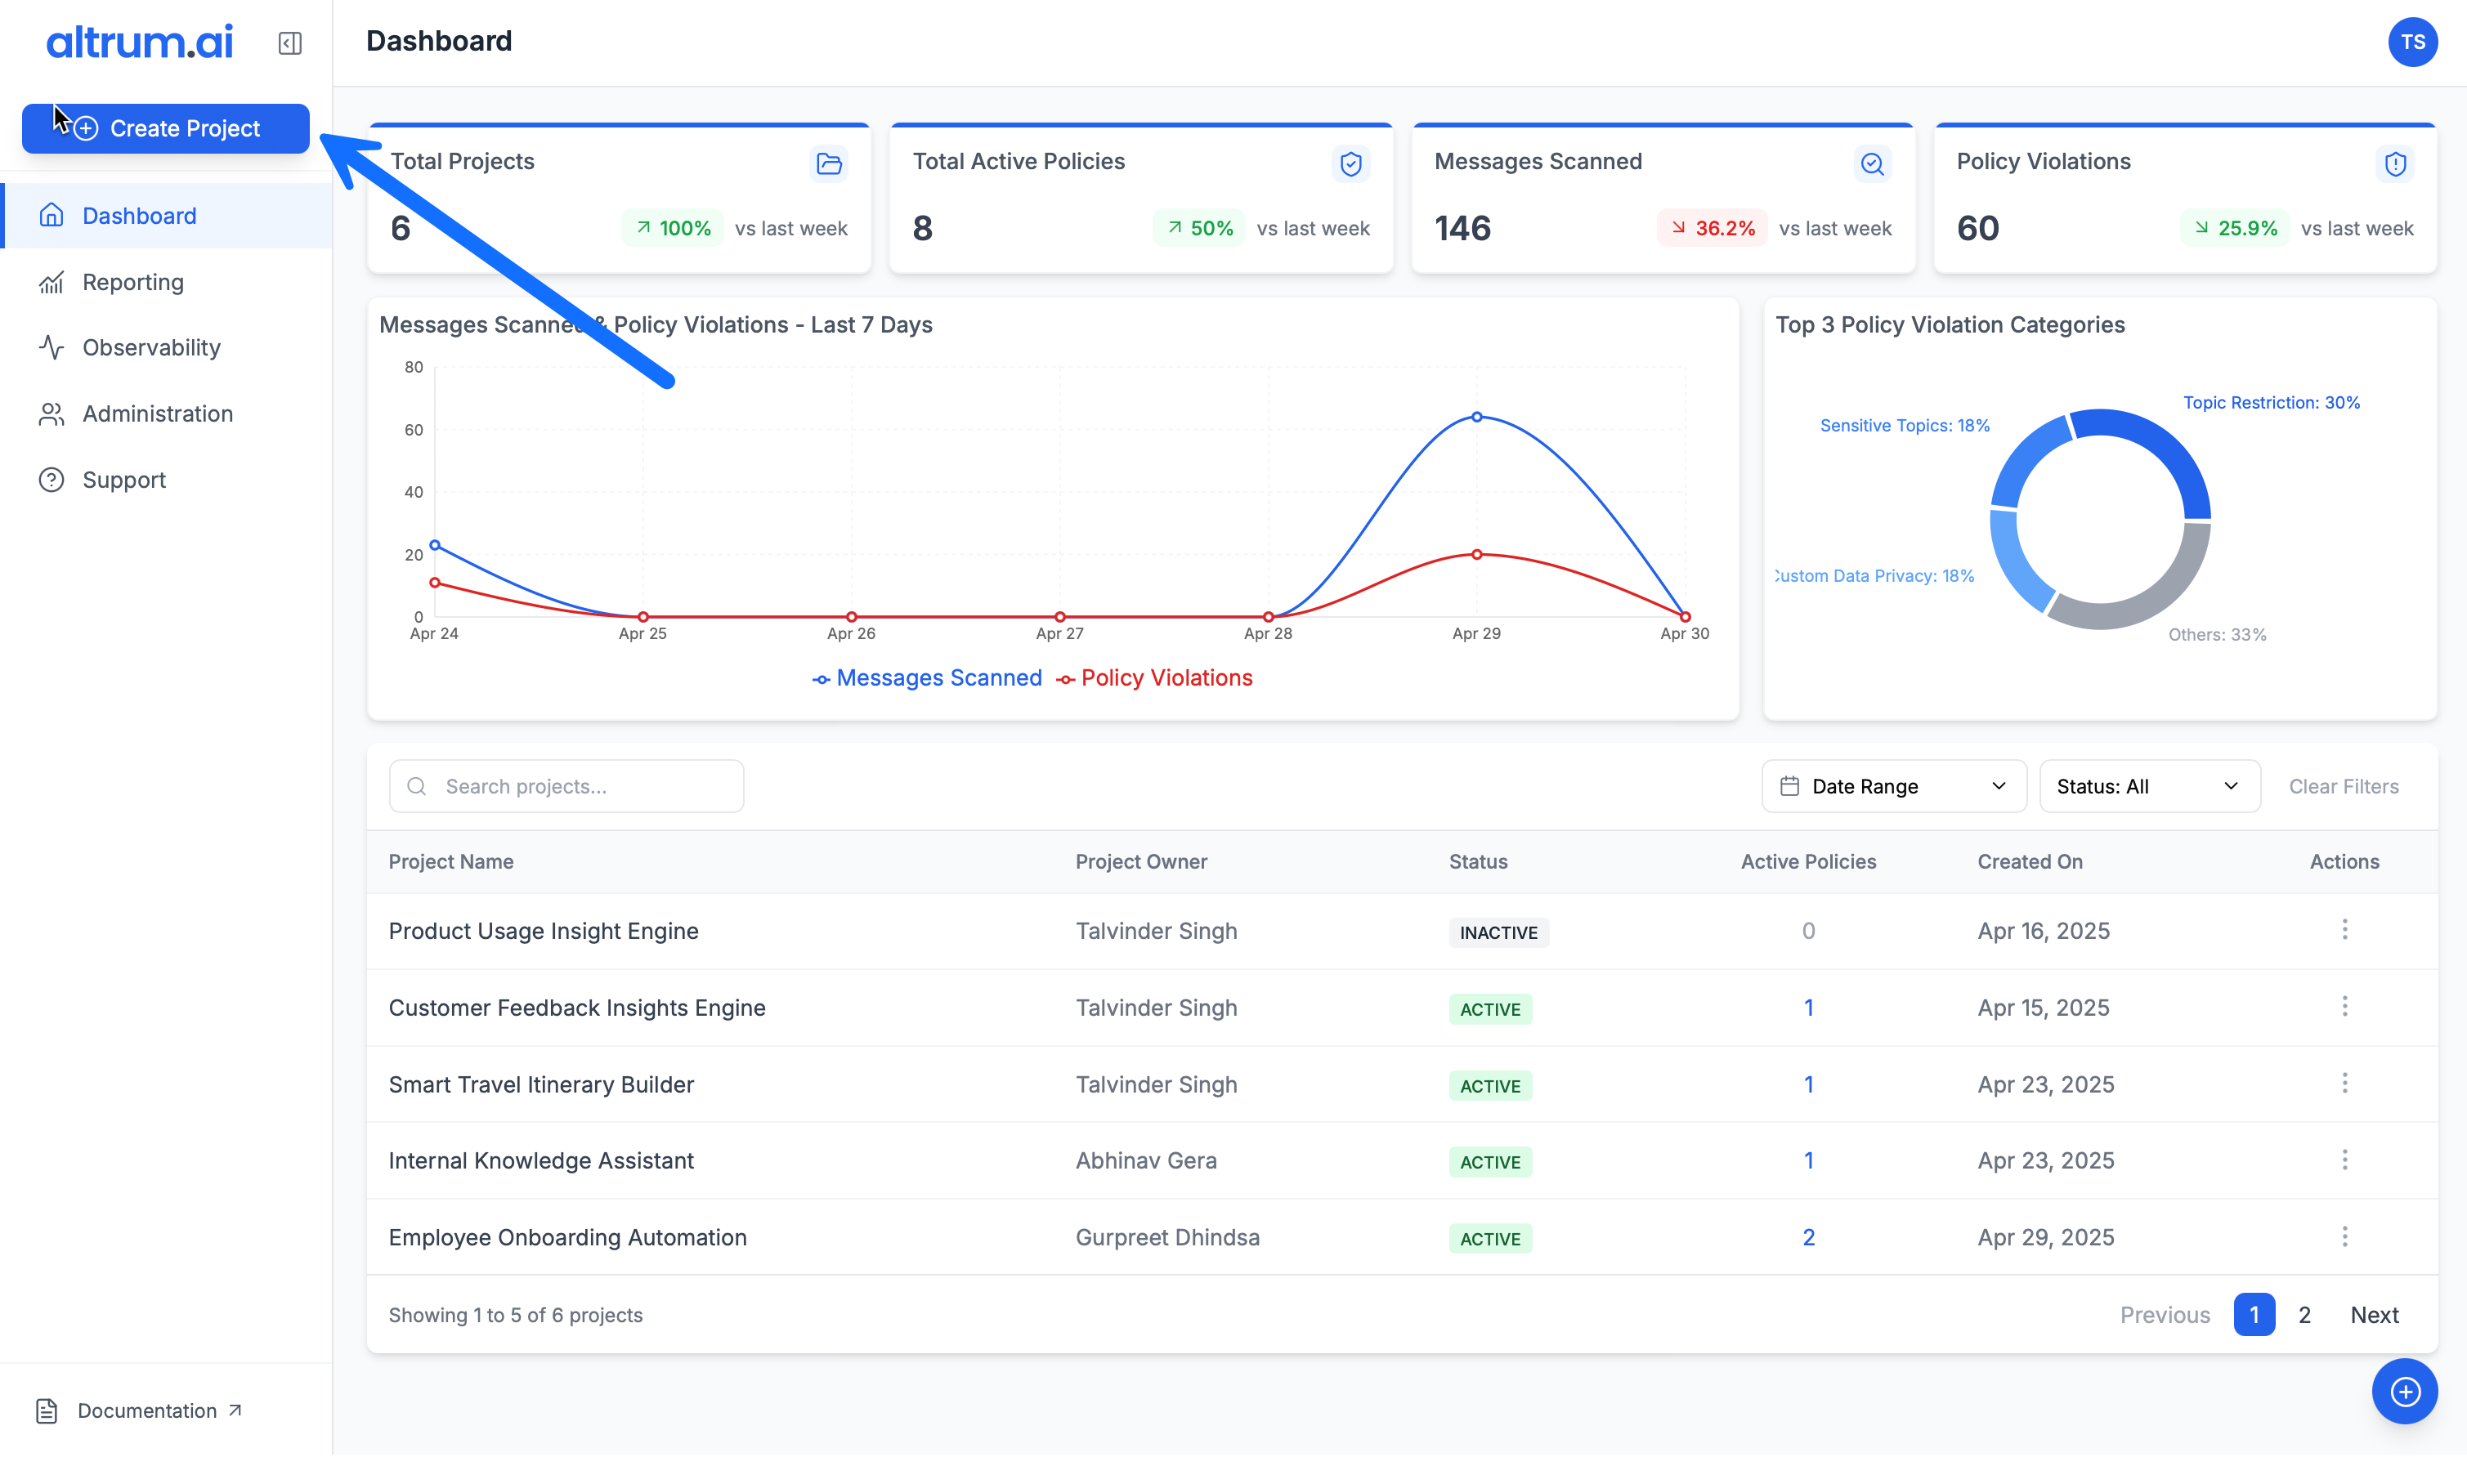 altrum.ai
Dashboard
TS
Create Project
Dashboard
Reporting
Observability
Administration
Support
Documentation
Total Projects
6
100% vs last week
Total Active Policies
8
50% vs last week
Messages Scanned
146
36.2% vs last week
Policy Violations
60
25.9% vs last week
Messages Scanned & Policy Violations - Last 7 Days
80
60
40
20
0
Apr 24 Apr 25 Apr 26 Apr 27 Apr 28 Apr 29 Apr 30
Messages Scanned Policy Violations
Top 3 Policy Violation Categories
Topic Restriction: 30%
Sensitive Topics: 18%
Data Privacy: 18%
Others: 33%
Search projects...
Date Range Status: All Clear Filters
Project Name Project Owner Status Active Policies Created On Actions
Product Usage Insight Engine Talvinder Singh INACTIVE 0 Apr 16, 2025
Customer Feedback Insights Engine Talvinder Singh ACTIVE 1 Apr 15, 2025
Smart Travel Itinerary Builder Talvinder Singh ACTIVE 1 Apr 23, 2025
Internal Knowledge Assistant Abhinav Gera ACTIVE 1 Apr 23, 2025
Employee Onboarding Automation Gurpreet Dhindsa ACTIVE 2 Apr 29, 2025
Showing 1 to 5 of 6 projects
Previous 1 2 Next